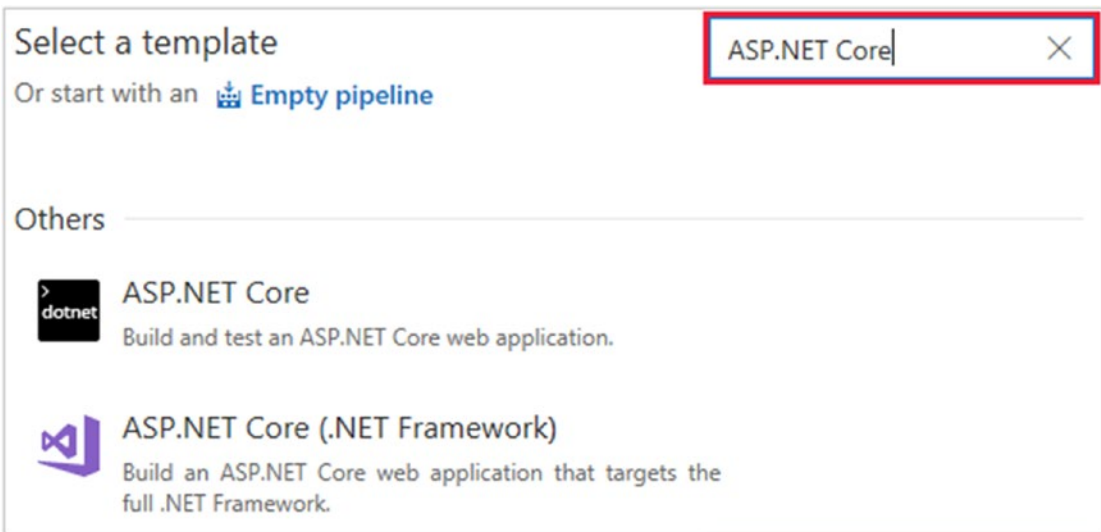 Select a template
ASP.NET Core
Or start with an Empty pipeline
Others
>
dotnet
ASP.NET Core
Build and test an ASP.NET Core web application.
ASP.NET Core (.NET Framework)
Build an ASP.NET Core web application that targets the
full .NET Framework.